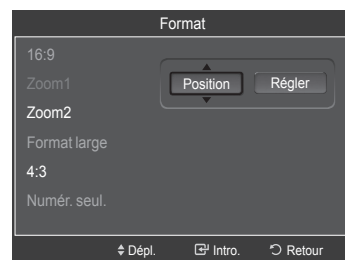 Format
16:9
Zoom1
Position Régler
Zoom2
Format large
4:3
Numér. seul.
Dépl. Intro. Retour